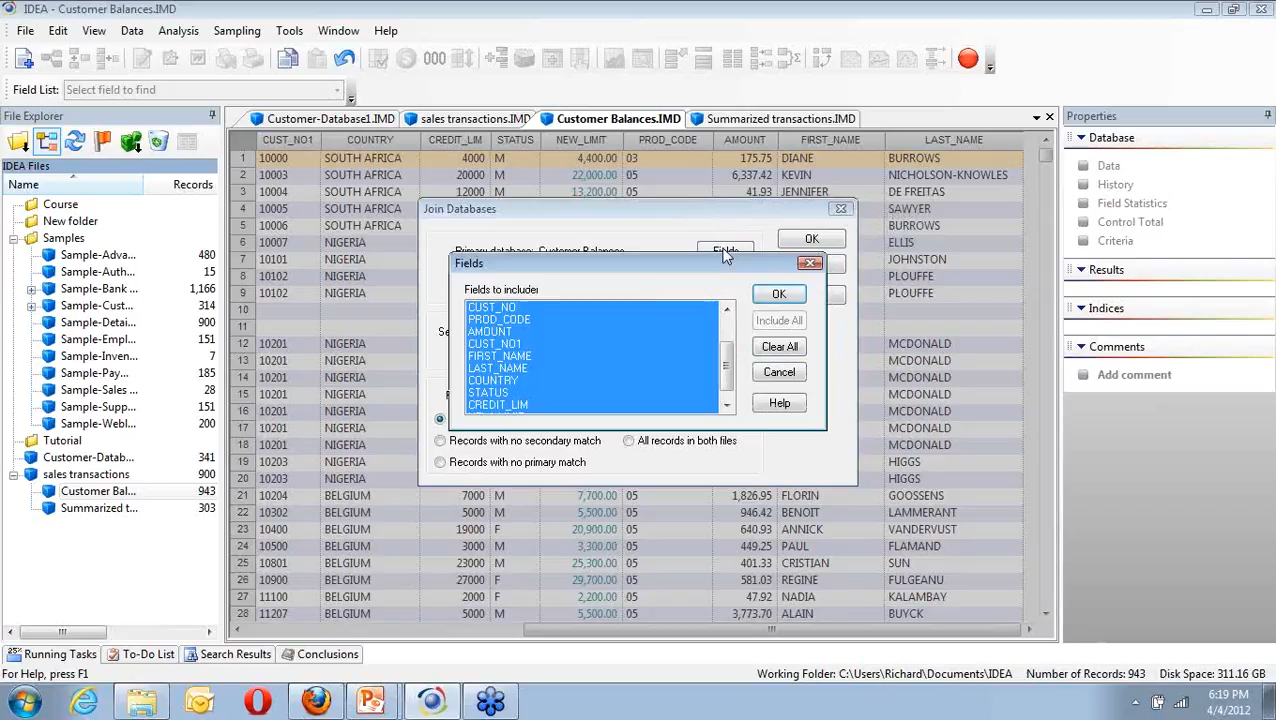 IDEA - Customer Balances.IMD
File Edit View Data Analysis Sampling Tools Window Help
000
Field List: Select field to find
File Explorer
IDEA Files
Name Records
Course
New folder
Samples
Sample-Adva... 480
Sample-Auth... 15
Sample-Bank ... 1,166
Sample-Cust... 314
Sample-Detai... 900
Sample-Empl... 151
Sample-Inven... 7
Sample-Pay... 341
Sample-Sales ... 28
Sample-Supp... 151
Sample-Webl... 423
Tutorial
Customer-Datab... 341
sales transactions 900
Customer Bal... 943
Summarized t... 303
Customer-Database1.IMD sales transactions.IMD Customer Balances.IMD Summarized transactions.IMD
CUST_NO1 COUNTRY CREDIT_LIM STATUS NEW_LIMIT PROD_CODE AMOUNT FIRST_NAME LAST_NAME
1 10000 SOUTH AFRICA 4000 M 4,400.00 03 175.75 DIANE BURROWS
2 10003 SOUTH AFRICA 20000 M 22,000.00 05 6,337.42 KEVIN NICHOLSON-KNOWLES
3 10004 SOUTH AFRICA 12000 M 13,200.00 05 41.93 JENNIFER DE FREITAS
4 10005 SOUTH AFRICA SAWYER
5 10006 SOUTH AFRICA BURROWS
6 10007 NIGERIA ELLIS
7 10101 NIGERIA JOHNSTON
8 10102 NIGERIA PLOUFFE
9 10102 NIGERIA PLOUFFE
10
11
12 10201 NIGERIA MCDONALD
13 10201 NIGERIA MCDONALD
14 10201 NIGERIA MCDONALD
15 10201 NIGERIA MCDONALD
16 10201 NIGERIA MCDONALD
17 10201 NIGERIA MCDONALD
18 10201 NIGERIA MCDONALD
19 10203 NIGERIA HIGGS
20 10203 NIGERIA HIGGS
21 10204 BELGIUM 7000 M 7,700.00 05 1,826.95 FLORIN GOOSSENS
22 10302 BELGIUM 5000 M 5,500.00 05 946.42 BENOIT LAMMERANT
23 10400 BELGIUM 19000 F 20,900.00 05 640.93 ANNICK VANDERVUST
24 10500 BELGIUM 3000 M 3,300.00 05 449.25 PAUL FLAMAND
25 10801 BELGIUM 23000 M 25,300.00 05 401.33 CRISTIAN SUN
26 10900 BELGIUM 27000 F 29,700.00 05 581.03 REGINE FULGEANU
27 11100 BELGIUM 2000 F 2,200.00 05 47.92 NADIA KALAMBAY
28 11207 BELGIUM 5000 M 5,500.00 05 3,773.70 ALAIN BUYCK
Join Databases
Primary database: Customer Balances
Fields
OK
Fields
Fields to include:
CUST_NO
PROD_CODE
AMOUNT
CUST_NO1
FIRST_NAME
LAST_NAME
COUNTRY
STATUS
CREDIT_LIM
OK
Include All
Clear All
Cancel
Help
Records with no secondary match All records in both files
Records with no primary match
Properties
Database
Data
History
Field Statistics
Control Total
Criteria
Results
Indices
Comments
Add comment
Running Tasks To-Do List Search Results Conclusions
For Help, press F1
Working Folder: C:\Users\Richard\Documents\IDEA Number of Records: 943 Disk Space: 311.16 GB
6:19 PM
4/4/2012